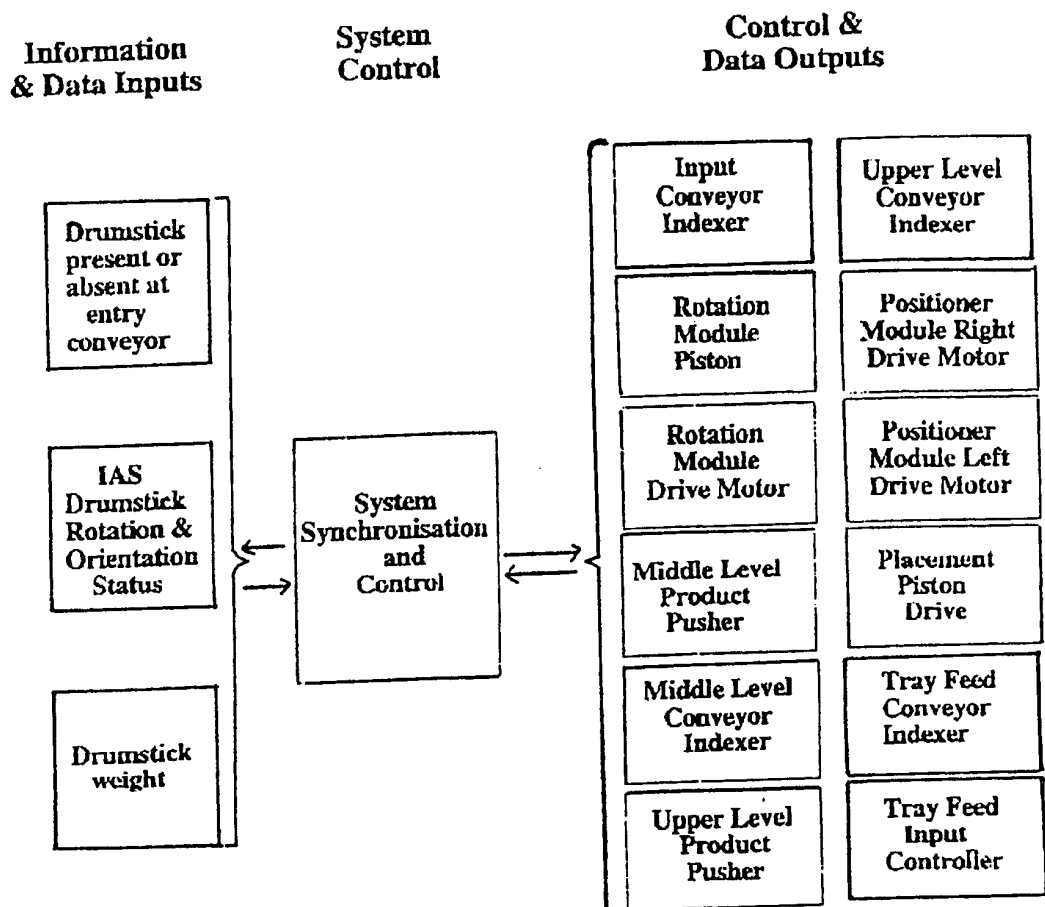 Information
& Data Inputs
System
Control
Control &
Data Outputs
Drumstick
present or
absent at
entry
conveyor
IAS
Drumstick
Rotation &
Orientation
Status
Drumstick
weight
System
Synchronisation
and
Control
Input
Conveyor
Indexer
Rotation
Module
Piston
Rotation
Module
Drive Motor
Middle Level
Product
Pusher
Middle Level
Conveyor
Indexer
Upper Level
Product
Pusher
Upper Level
Conveyor
Indexer
Positioner
Module Right
Drive Motor
Positioner
Module Left
Drive Motor
Placement
Piston
Drive
Tray Feed
Conveyor
Indexer
Tray Feed
Input
Controller